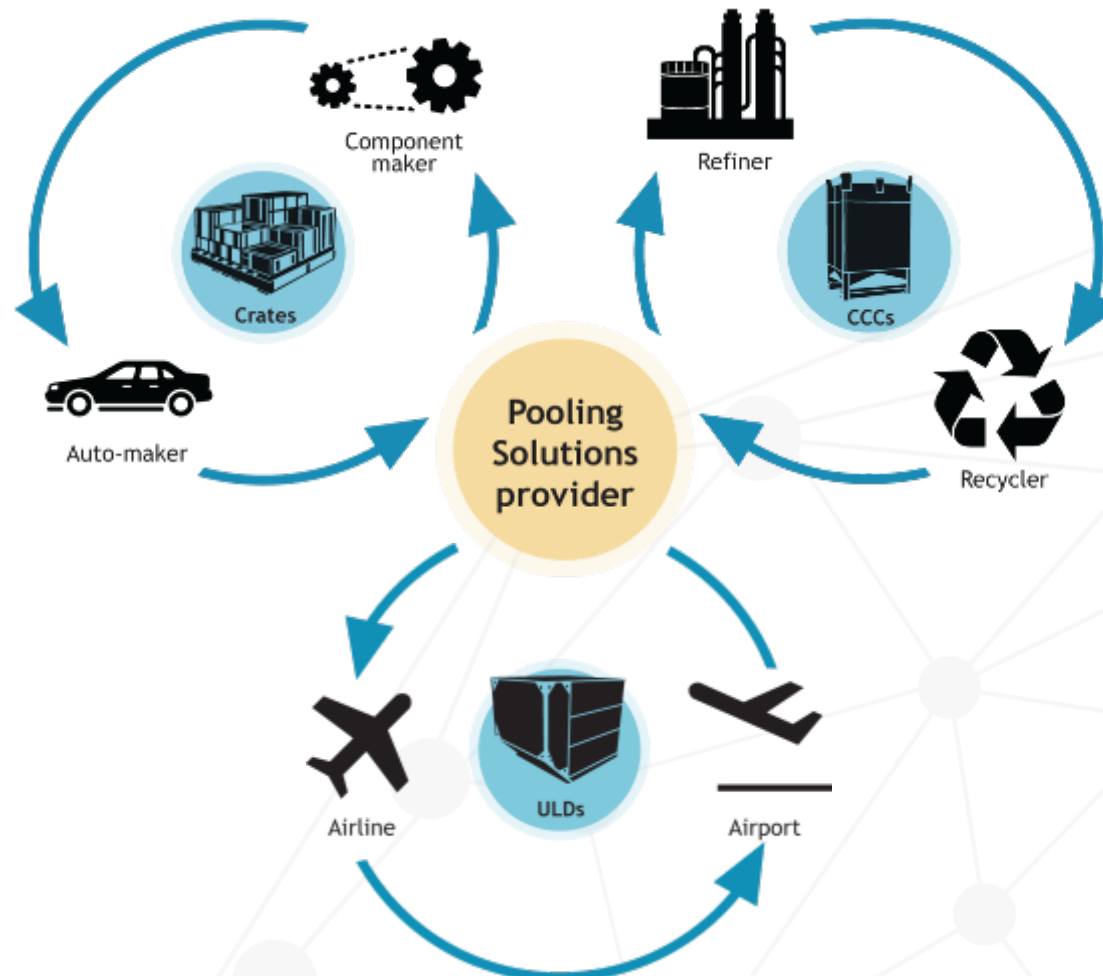 Component
maker
Refiner
Crates
CCCs
Auto-maker
Pooling
Solutions
provider
Recycler
Airline
ULDs
Airport